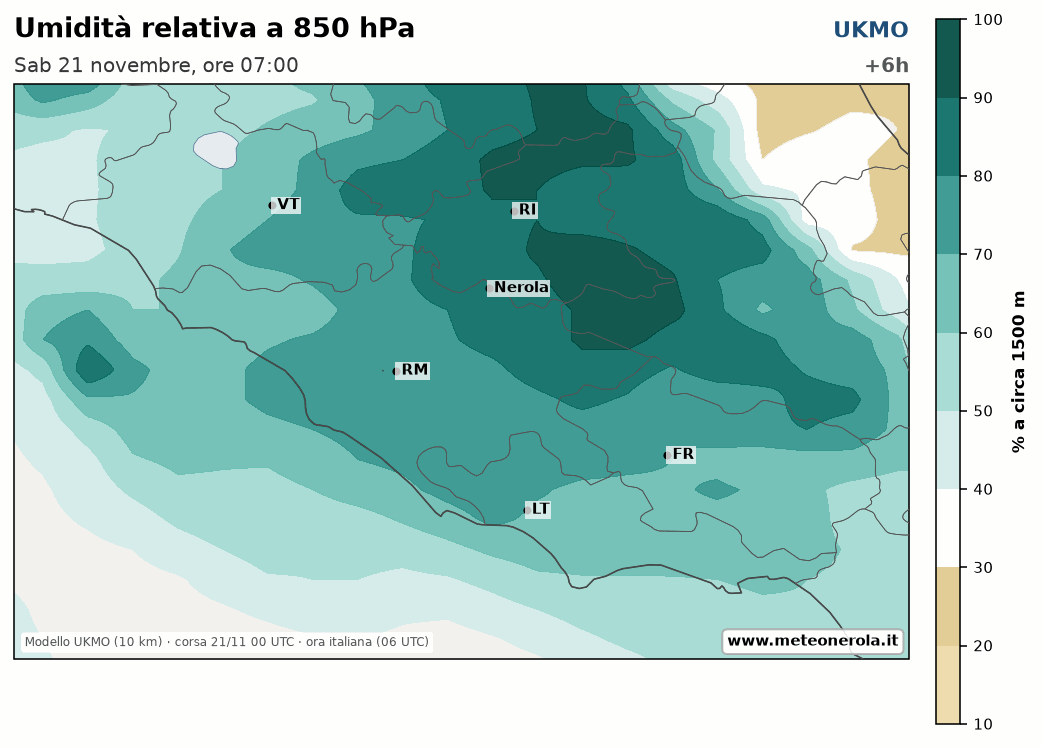 Umidità relativa a 850 hPa
UKMO
Sab 21 novembre, ore 07:00
+6h
VT
RI
Nerola
RM
FR
LT
Modello UKMO (10 km) · corsa 21/11 00 UTC · ora italiana (06 UTC)
www.meteonerola.it
100
90
80
70
60
50
40
30
20
10
% a circa 1500 m